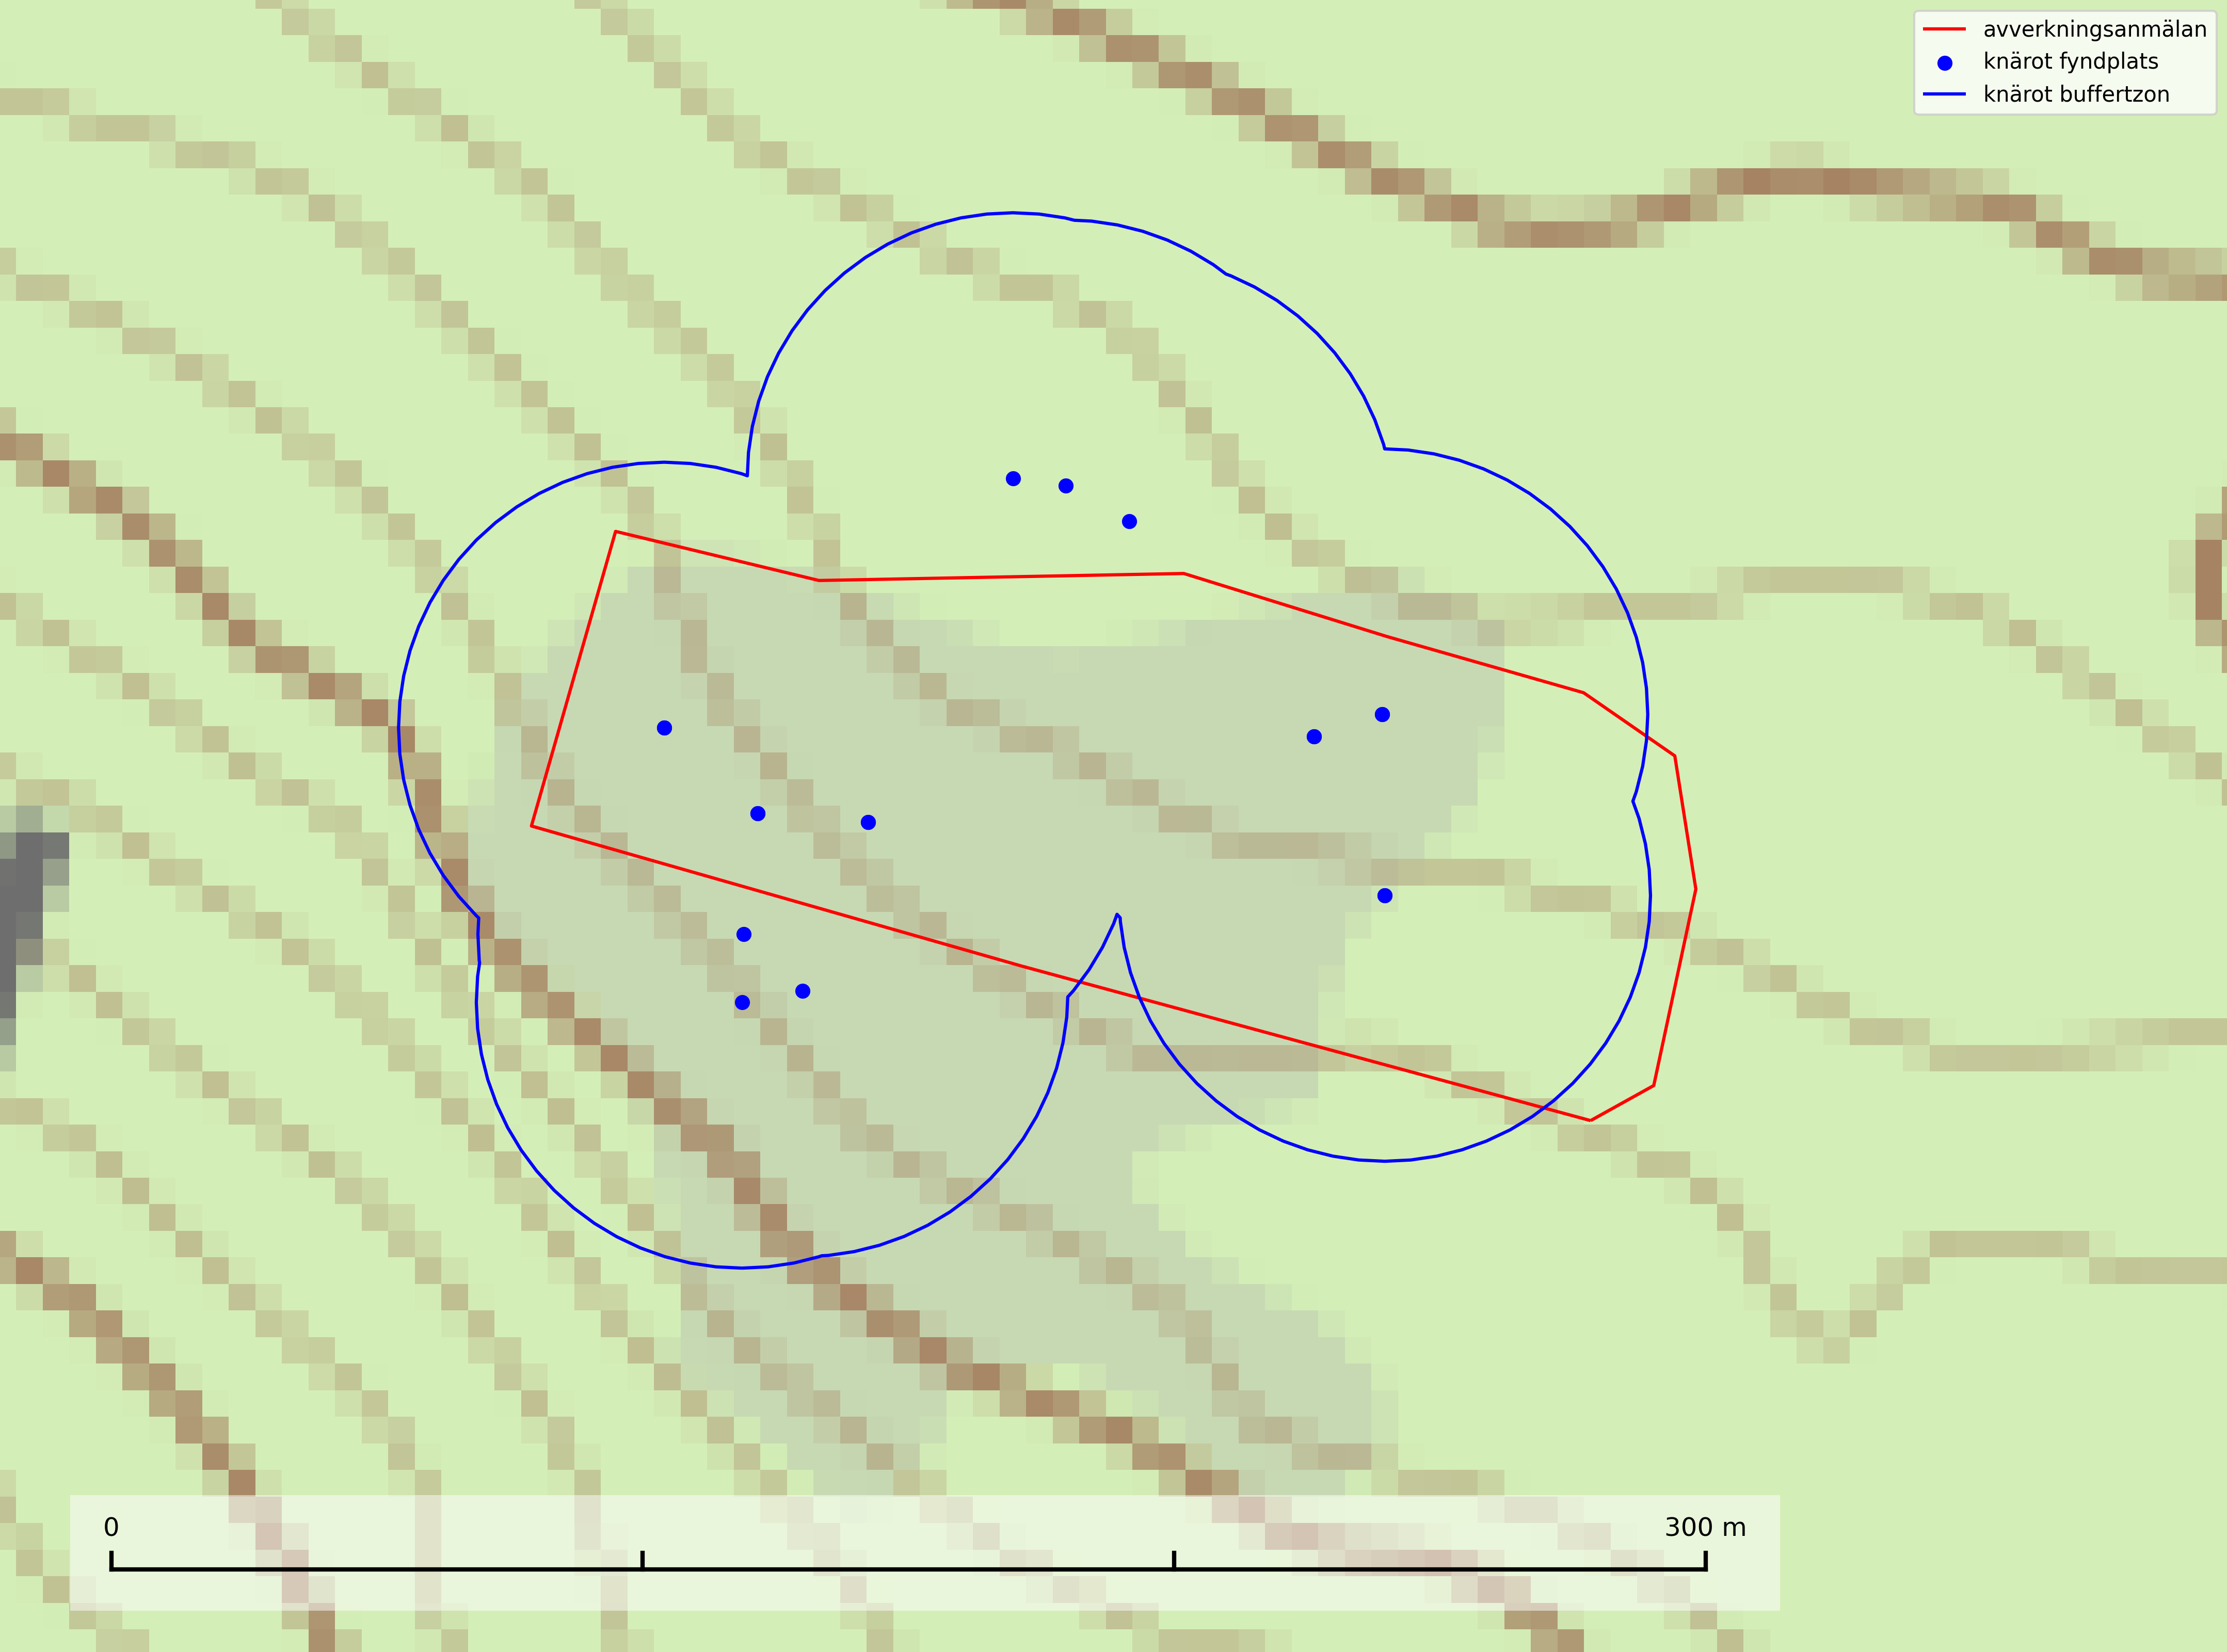 avverkningsanmälan
knärot fyndplats
knärot buffertzon
0
300 m